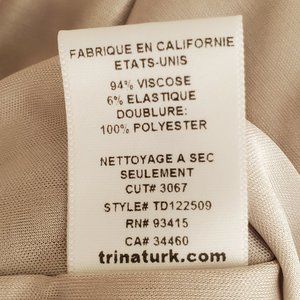 FABRIQUE EN CALIFORNIE
ETATS-UNIS
94% VISCOSE
6% ELASTIQUE
DOUBLURE:
100% POLYESTER
NETTOYAGE A SEC
SEULEMENT
CUT# 3067
STYLE# TD122509
RN# 93415
CA# 34460
trinaturk.com